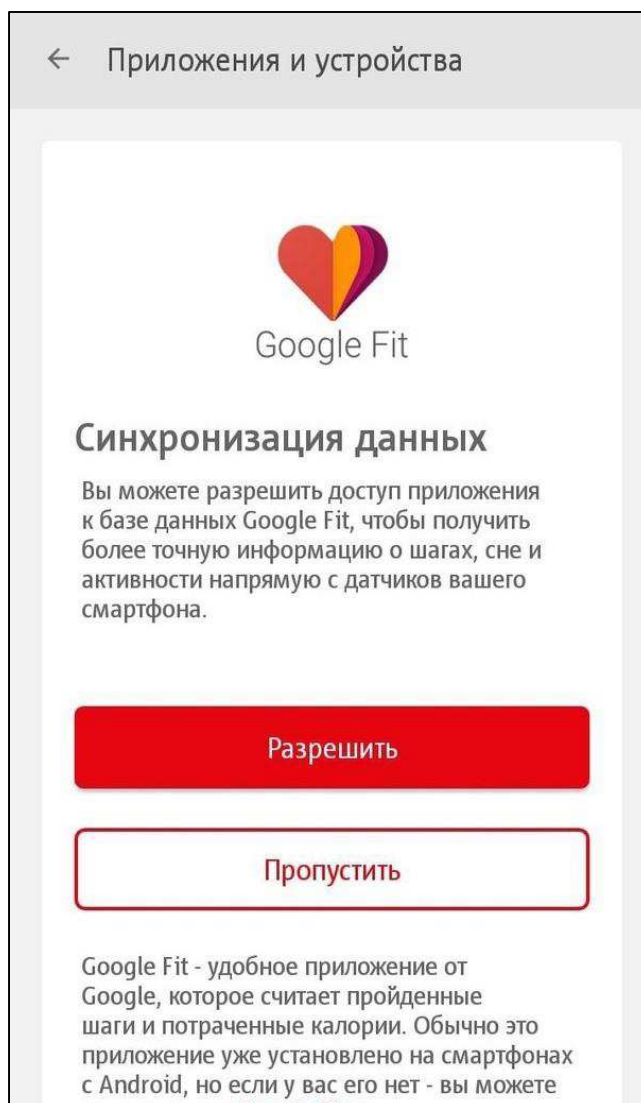 Приложения и устройства
Google Fit
Синхронизация данных
Вы можете разрешить доступ приложения
к базе данных Google Fit, чтобы получить
более точную информацию о шагах, сне и
активности напрямую с датчиков вашего
смартфона.
Разрешить
Пропустить
Google Fit - удобное приложение от
Google, которое считает пройденные
шаги и потраченные калории. Обычно это
приложение уже установлено на смартфонах
с Android, но если у вас его нет - вы можете